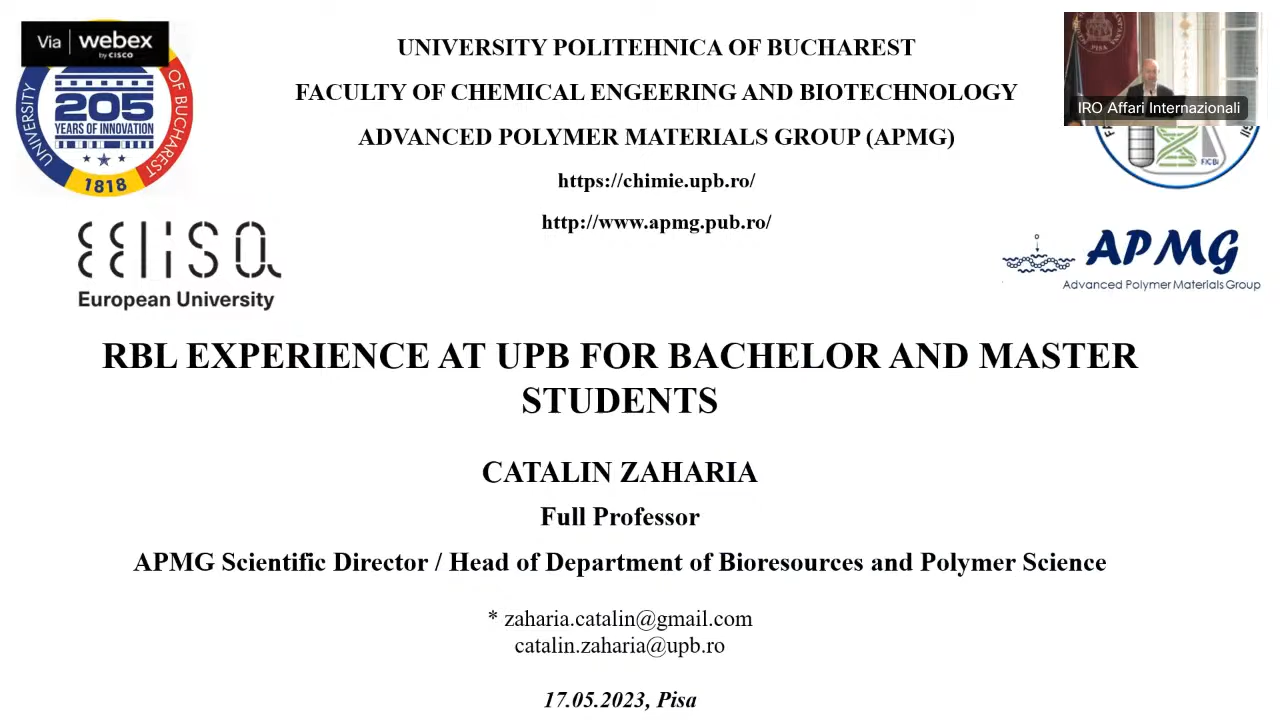 Via webex
by CISCO
UNIVERSITY POLITEHNICA OF BUCHAREST
FACULTY OF CHEMICAL ENGEERING AND BIOTECHNOLOGY
ADVANCED POLYMER MATERIALS GROUP (APMG)
https://chimie.upb.ro/
http://www.apmg.pub.ro/
UNIVERSITY
OF BUCHAREST
205
YEARS OF INNOVATION
1818
PISA
IRO Affari Internazionali
FICBI
EELISA
European University
APMG
Advanced Polymer Materials Group
RBL EXPERIENCE AT UPB FOR BACHELOR AND MASTER
STUDENTS
CATALIN ZAHARIA
Full Professor
APMG Scientific Director / Head of Department of Bioresources and Polymer Science
* zaharia.catalin@gmail.com
catalin.zaharia@upb.ro
17.05.2023, Pisa